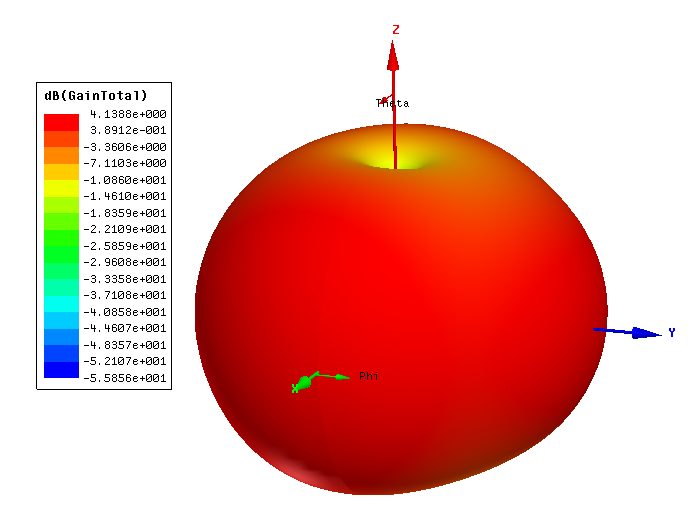 Z
Theta
dB(GainTotal)
4.1388e+000
3.8912e-001
-3.3606e+000
-7.1103e+000
-1.0860e+001
-1.4610e+001
-1.8359e+001
-2.2109e+001
-2.5859e+001
-2.9608e+001
-3.3358e+001
-3.7108e+001
-4.0858e+001
-4.4607e+001
-4.8357e+001
-5.2107e+001
-5.5856e+001
Y
Phi
X